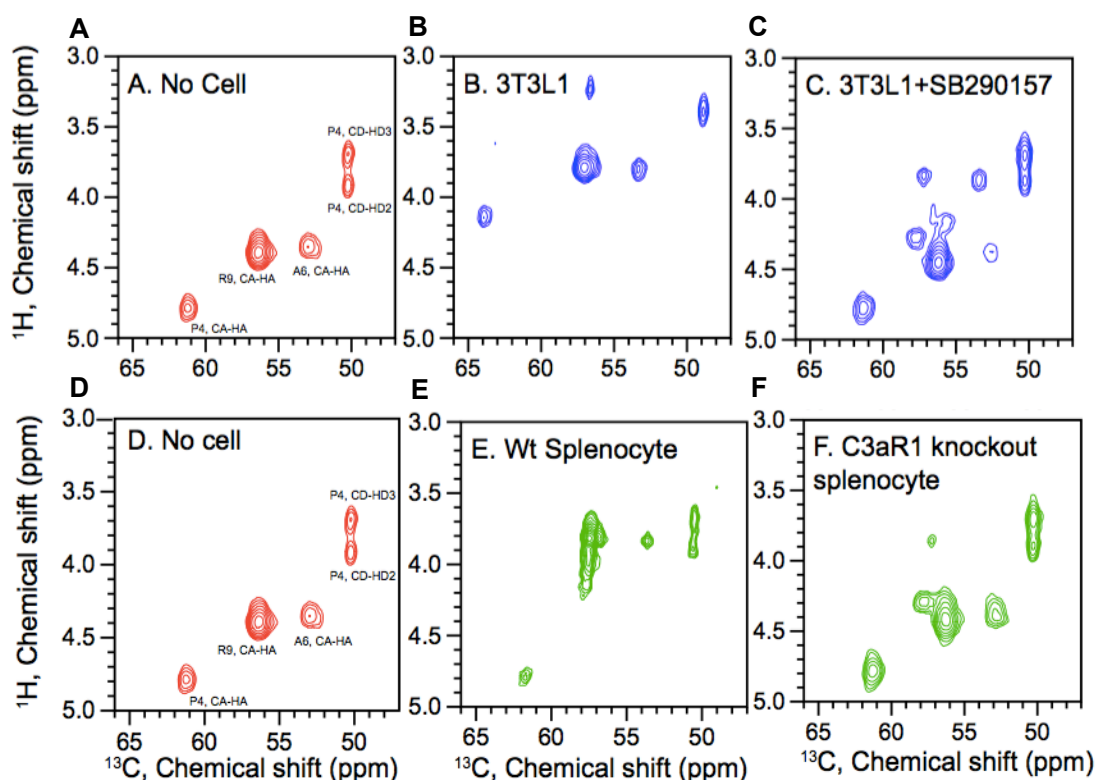 A
B
C
A. No Cell
B. 3T3L1
C. 3T3L1+SB290157
¹H, Chemical shift (ppm)
3.0
3.5
4.0
4.5
5.0
P4, CD-HD3
P4, CD-HD2
R9, CA-HA
A6, CA-HA
P4, CA-HA
65 60 55 50
3.0
3.5
4.0
4.5
5.0
65 60 55 50
3.0
3.5
4.0
4.5
5.0
65 60 55 50
D
E
F
D. No cell
E. Wt Splenocyte
F. C3aR1 knockout
splenocyte
¹H, Chemical shift (ppm)
3.0
3.5
4.0
4.5
5.0
P4, CD-HD3
P4, CD-HD2
R9, CA-HA
A6, CA-HA
P4, CA-HA
65 60 55 50
¹³C, Chemical shift (ppm)
3.0
3.5
4.0
4.5
5.0
65 60 55 50
¹³C, Chemical shift (ppm)
3.0
3.5
4.0
4.5
5.0
65 60 55 50
¹³C, Chemical shift (ppm)